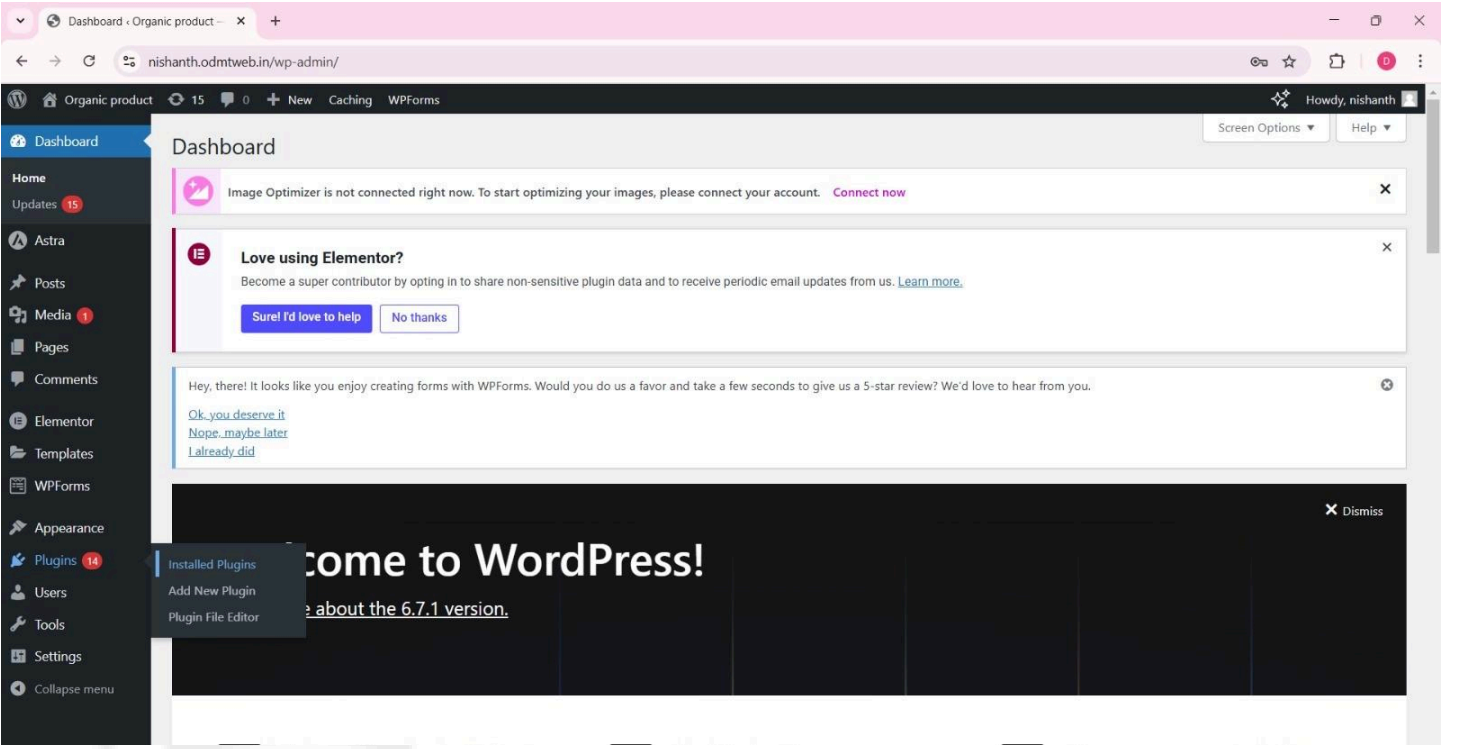 Dashboard ‹ Organic product –
nishanth.odmtweb.in/wp-admin/
D
Organic product 15 0 New Caching WPForms Howdy, nishanth
Screen Options Help
Dashboard
Home
Updates 15
Astra
Posts
Media 1
Pages
Comments
Elementor
Templates
WPForms
Appearance
Plugins 14
Users
Tools
Settings
Collapse menu
Installed Plugins
Add New Plugin
Plugin File Editor
Dashboard
Image Optimizer is not connected right now. To start optimizing your images, please connect your account. Connect now
Love using Elementor?
Become a super contributor by opting in to share non-sensitive plugin data and to receive periodic email updates from us. Learn more.
Sure! I'd love to help No thanks
Hey, there! It looks like you enjoy creating forms with WPForms. Would you do us a favor and take a few seconds to give us a 5-star review? We'd love to hear from you.
Ok, you deserve it
Nope, maybe later
I already did
Dismiss
come to WordPress!
about the 6.7.1 version.